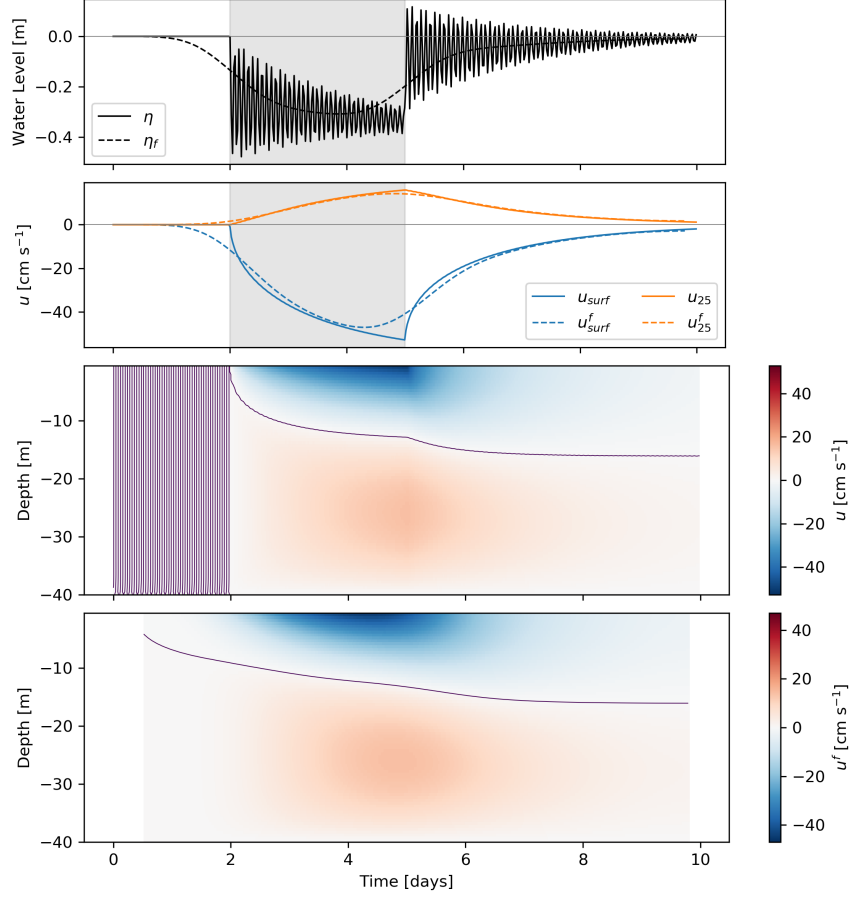 Water Level [m]
0.0
−0.2
−0.4
η
η_f
u [cm s⁻¹]
0
−20
−40
u_surf
u^f_surf
u_25
u^f_25
Depth [m]
−10
−20
−30
−40
40
20
0
−20
−40
u [cm s⁻¹]
Depth [m]
−10
−20
−30
−40
40
20
0
−20
−40
u^f [cm s⁻¹]
0 2 4 6 8 10
Time [days]